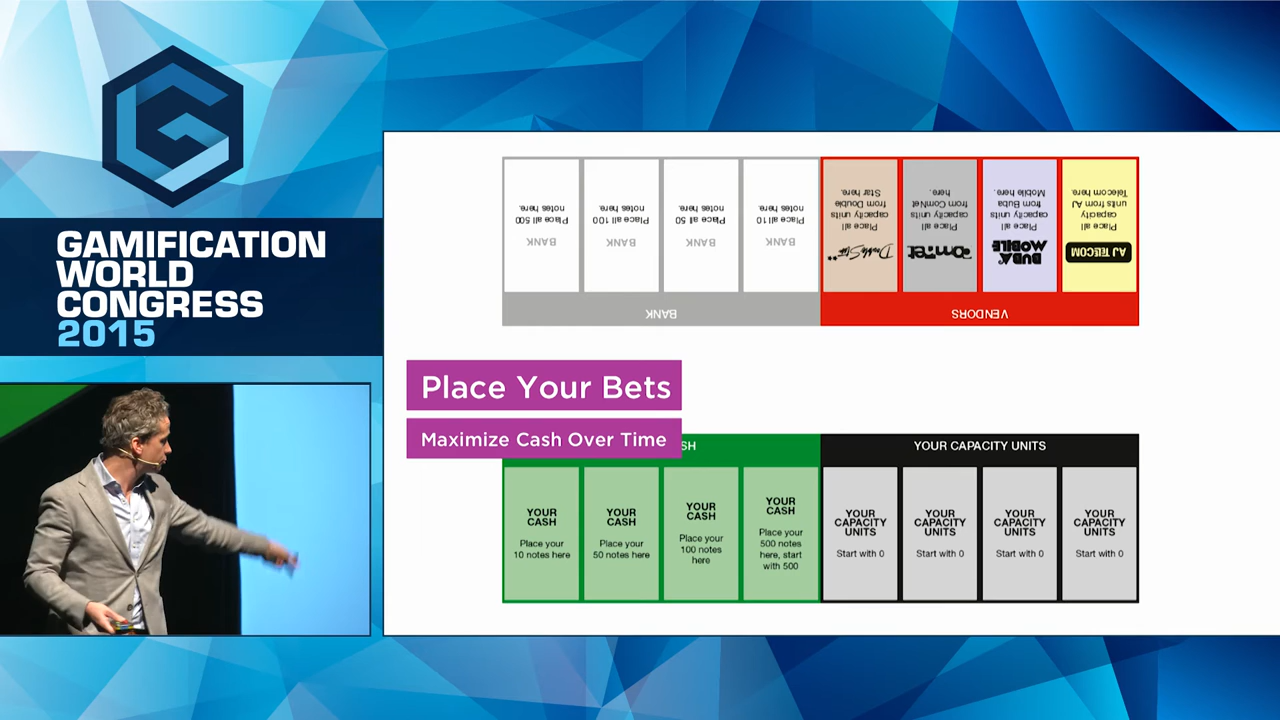 GAMIFICATION
WORLD
CONGRESS
2015
BANK
Place all 500
notes here.
BANK
Place all 100
notes here.
BANK
Place all 50
notes here.
BANK
Place all 10
notes here.
Double Star
Place all
capacity units
from Double
Star here.
ComNet
Place all
capacity units
from ComNet
here.
BUBA
MOBILE
Place all
capacity units
from Buba
Mobile here.
AJ TELECOM
Place all
capacity
units from AJ
Telecom here.
BANK
VENDORS
Place Your Bets
Maximize Cash Over Time
SH
YOUR CAPACITY UNITS
YOUR
CASH
Place your
10 notes here
YOUR
CASH
Place your
50 notes here
YOUR
CASH
Place your
100 notes
here
YOUR
CASH
Place your
500 notes
here, start
with 500
YOUR
CAPACITY
UNITS
Start with 0
YOUR
CAPACITY
UNITS
Start with 0
YOUR
CAPACITY
UNITS
Start with 0
YOUR
CAPACITY
UNITS
Start with 0